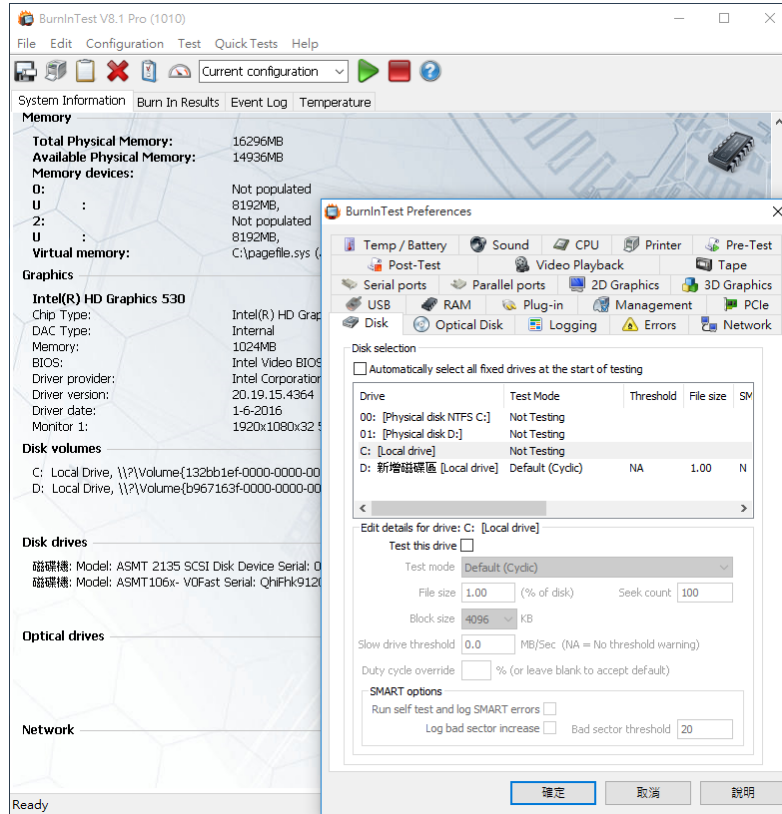 BurnInTest V8.1 Pro (1010)
File Edit Configuration Test Quick Tests Help
Current configuration
System Information Burn In Results Event Log Temperature
Memory
Total Physical Memory: 16296MB
Available Physical Memory: 14936MB
Memory devices:
0: Not populated
U : 8192MB,
2: Not populated
U : 8192MB,
Virtual memory: C:\pagefile.sys (
Graphics
Intel(R) HD Graphics 530
Chip Type: Intel(R) HD Grap
DAC Type: Internal
Memory: 1024MB
BIOS: Intel Video BIOS
Driver provider: Intel Corporation
Driver version: 20.19.15.4364
Driver date: 1-6-2016
Monitor 1: 1920x1080x32
Disk volumes
C: Local Drive, \\?\Volume{132bb1ef-0000-0000-00
D: Local Drive, \\?\Volume{b967163f-0000-0000-00
Disk drives
磁碟機: Model: ASMT 2135 SCSI Disk Device Serial: 0
磁碟機: Model: ASMT106x- V0Fast Serial: QhiFhk9120
Optical drives
Network
Ready
BurnInTest Preferences
Temp / Battery Sound CPU Printer Pre-Test
Post-Test Video Playback Tape
Serial ports Parallel ports 2D Graphics 3D Graphics
USB RAM Plug-in Management PCIe
Disk Optical Disk Logging Errors Network
Disk selection
Automatically select all fixed drives at the start of testing
Drive Test Mode Threshold File size SM
00: [Physical disk NTFS C:] Not Testing
01: [Physical disk D:] Not Testing
C: [Local drive] Not Testing
D: 新增磁碟區 [Local drive] Default (Cyclic) NA 1.00 N
Edit details for drive: C: [Local drive]
Test this drive
Test mode Default (Cyclic)
File size 1.00 (% of disk) Seek count 100
Block size 4096 KB
Slow drive threshold 0.0 MB/Sec (NA = No threshold warning)
Duty cycle override % (or leave blank to accept default)
SMART options
Run self test and log SMART errors
Log bad sector increase Bad sector threshold 20
確定 取消 說明